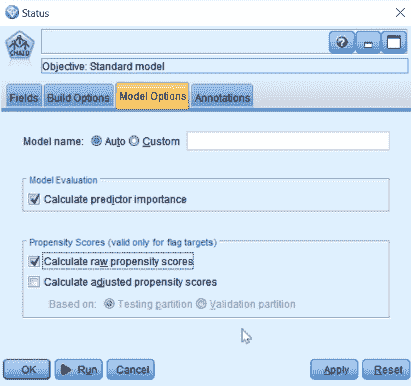 Status
CHAID
Objective: Standard model
Fields Build Options Model Options Annotations
Model name: Auto Custom
Model Evaluation
Calculate predictor importance
Propensity Scores (valid only for flag targets)
Calculate raw propensity scores
Calculate adjusted propensity scores
Based on: Testing partition Validation partition
OK Run Cancel Apply Reset